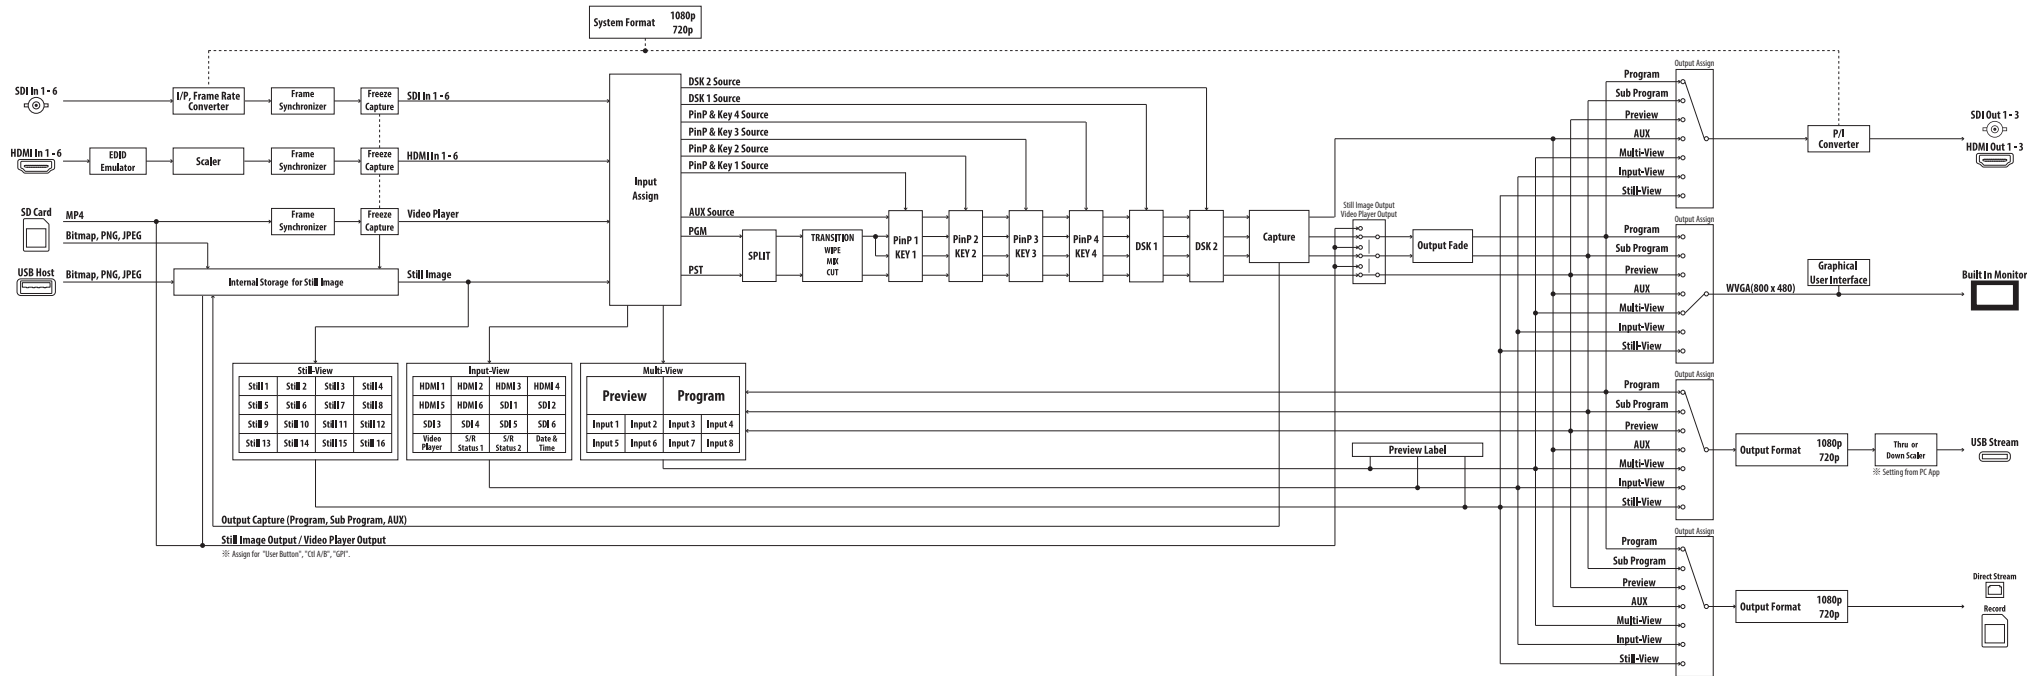 System Format
1080p
720p
SDI In 1 - 6
I/P, Frame Rate
Converter
Frame
Synchronizer
Freeze
Capture
SDI In 1 - 6
HDMI In 1 - 6
EDID
Emulator
Scaler
Frame
Synchronizer
Freeze
Capture
HDMI In 1 - 6
SD Card
MP4
Frame
Synchronizer
Freeze
Capture
Video Player
Bitmap, PNG, JPEG
USB Host
Bitmap, PNG, JPEG
Internal Storage for Still Image
Still Image
Input
Assign
DSK 2 Source
DSK 1 Source
PinP & Key 4 Source
PinP & Key 3 Source
PinP & Key 2 Source
PinP & Key 1 Source
AUX Source
PGM
PST
SPLIT
TRANSITION
WIPE
MIX
CUT
PinP 1
KEY 1
PinP 2
KEY 2
PinP 3
KEY 3
PinP 4
KEY 4
DSK 1
DSK 2
Capture
Still Image Output
Video Player Output
Output Fade
Still-View
Still 1 Still 2 Still 3 Still 4
Still 5 Still 6 Still 7 Still 8
Still 9 Still 10 Still 11 Still 12
Still 13 Still 14 Still 15 Still 16
Input-View
HDMI 1 HDMI 2 HDMI 3 HDMI 4
HDMI 5 HDMI 6 SDI 1 SDI 2
SDI 3 SDI 4 SDI 5 SDI 6
Video Player S/R Status 1 S/R Status 2 Date & Time
Multi-View
Preview Program
Input 1 Input 2 Input 3 Input 4
Input 5 Input 6 Input 7 Input 8
Preview Label
Output Capture (Program, Sub Program, AUX)
Still Image Output / Video Player Output
※ Assign for "User Button", "Ctl A/B", "GPI".
Output Assign
Program
Sub Program
Preview
AUX
Multi-View
Input-View
Still-View
P/I
Converter
SDI Out 1 - 3
HDMI Out 1 - 3
Output Assign
Program
Sub Program
Preview
AUX
Multi-View
Input-View
Still-View
WVGA(800 x 480)
Graphical
User Interface
Built In Monitor
Output Assign
Program
Sub Program
Preview
AUX
Multi-View
Input-View
Still-View
Output Format
1080p
720p
Thru or
Down Scaler
※ Setting from PC App
USB Stream
Output Assign
Program
Sub Program
Preview
AUX
Multi-View
Input-View
Still-View
Output Format
1080p
720p
Direct Stream
Record